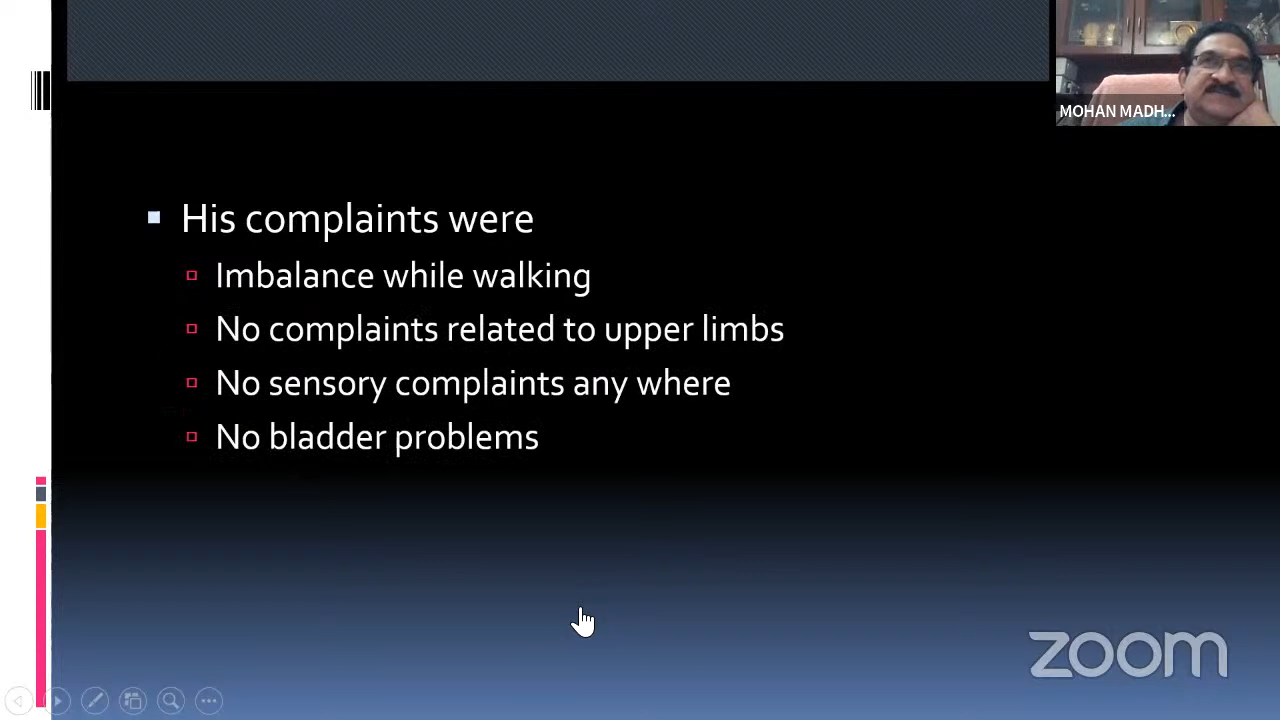 MOHAN MADH...
His complaints were
Imbalance while walking
No complaints related to upper limbs
No sensory complaints any where
No bladder problems
zoom